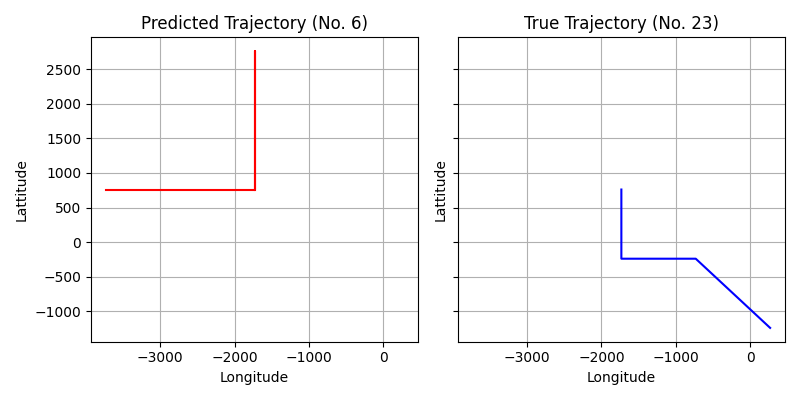 Predicted Trajectory (No. 6)
True Trajectory (No. 23)
Lattitude
2500
2000
1500
1000
500
0
−500
−1000
−3000
−2000
−1000
0
Longitude
Lattitude
−3000
−2000
−1000
0
Longitude